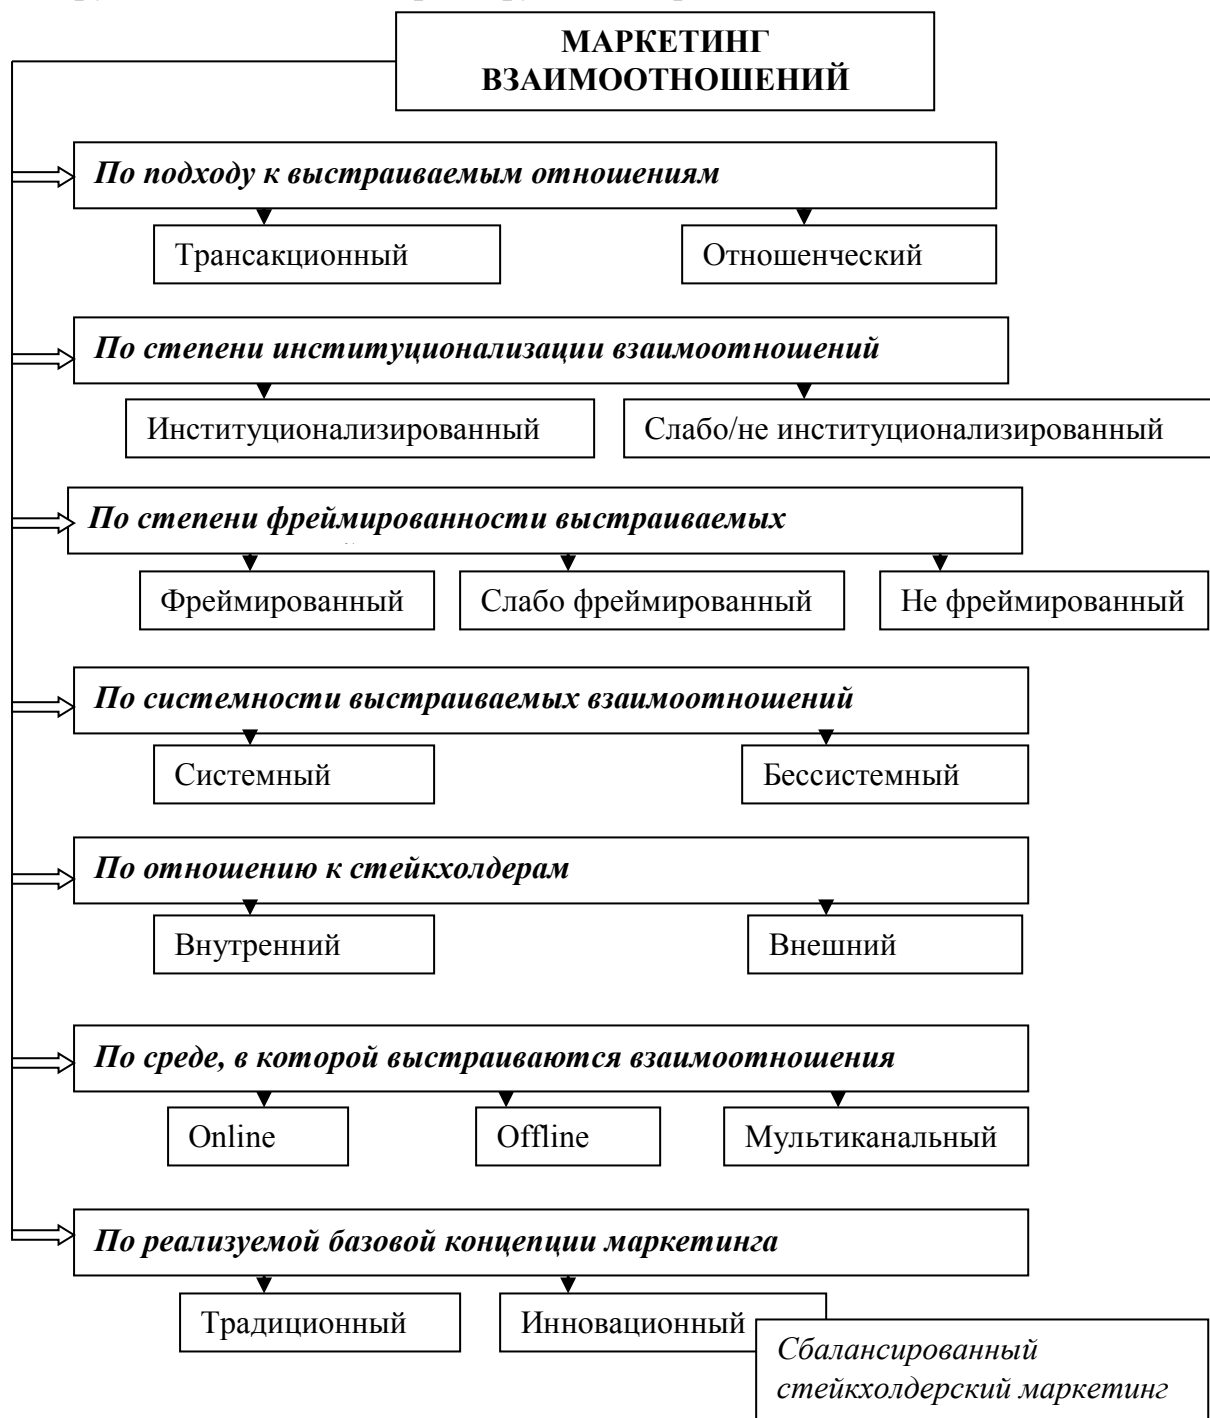 МАРКЕТИНГ
ВЗАИМООТНОШЕНИЙ
По подходу к выстраиваемым отношениям
Трансакционный
Отношенческий
По степени институционализации взаимоотношений
Институционализированный
Слабо/не институционализированный
По степени фреймированности выстраиваемых
Фреймированный
Слабо фреймированный
Не фреймированный
По системности выстраиваемых взаимоотношений
Системный
Бессистемный
По отношению к стейкхолдерам
Внутренний
Внешний
По среде, в которой выстраиваются взаимоотношения
Online
Offline
Мультиканальный
По реализуемой базовой концепции маркетинга
Традиционный
Инновационный
Сбалансированный
стейкхолдерский маркетинг